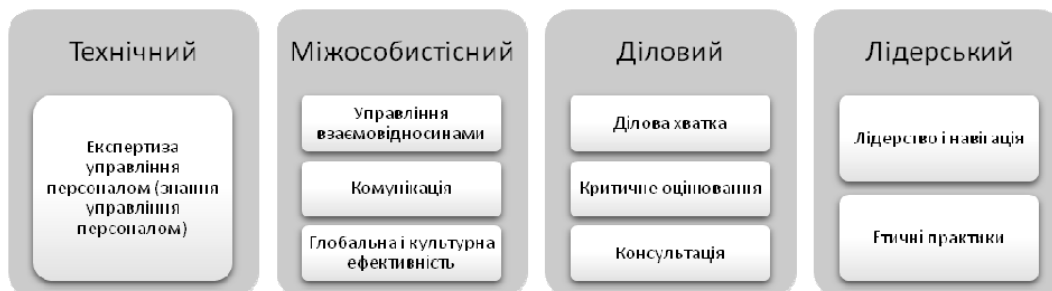 Технічний
Експертиза
управління
персоналом (знання
управління
персоналом)
Міжособистісний
Управління
взаємовідносинами
Комунікація
Глобальна і культурна
ефективність
Діловий
Ділова хватка
Критичне оцінювання
Консультація
Лідерський
Лідерство і навігація
Етичні практики